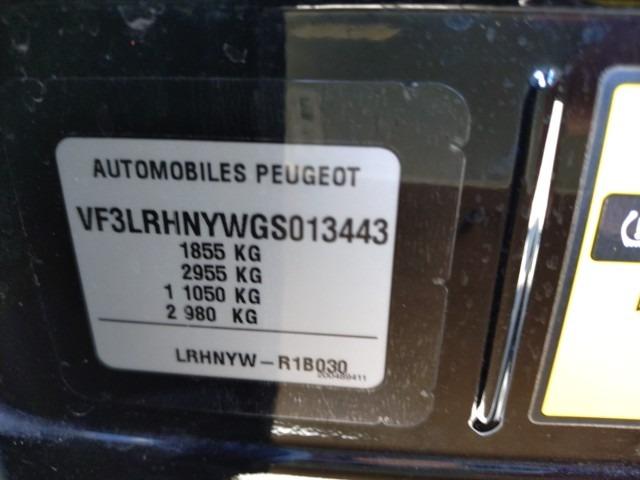 AUTOMOBILES PEUGEOT
VF3LRHNYWGS013443
1855 KG
2955 KG
1 1050 KG
2 980 KG
LRHNYW-R1B030